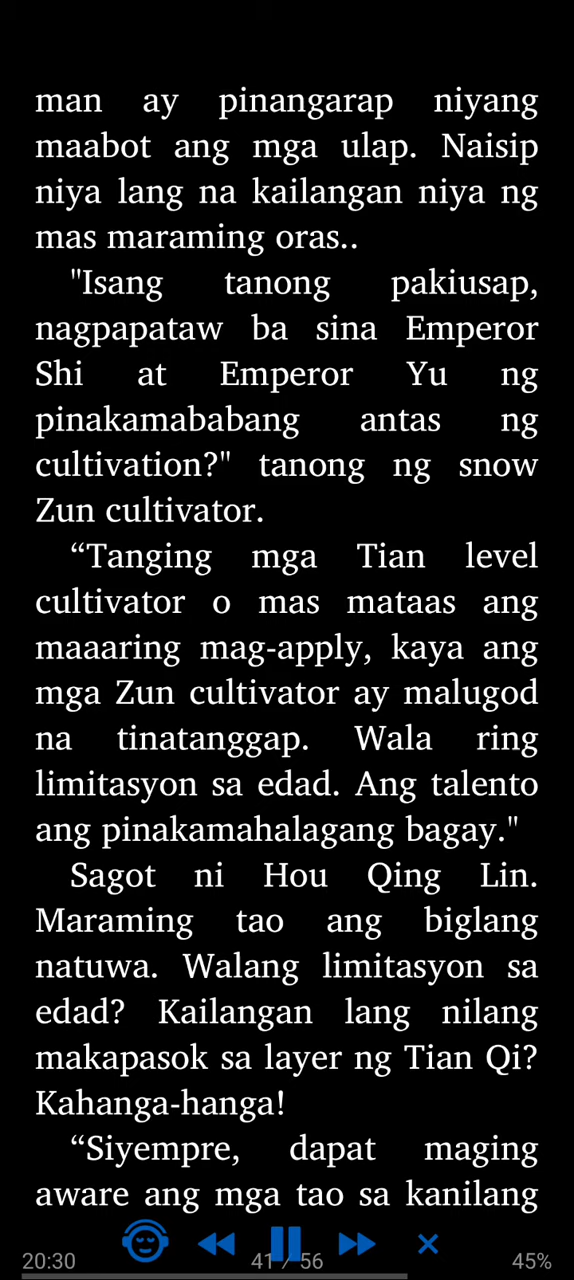 man ay pinangarap niyang
maabot ang mga ulap. Naisip
niya lang na kailangan niya ng
mas maraming oras..
"Isang tanong pakiusap,
nagpapataw ba sina Emperor
Shi at Emperor Yu ng
pinakamababang antas ng
cultivation?" tanong ng snow
Zun cultivator.
“Tanging mga Tian level
cultivator o mas mataas ang
maaaring mag-apply, kaya ang
mga Zun cultivator ay malugod
na tinatanggap. Wala ring
limitasyon sa edad. Ang talento
ang pinakamahalagang bagay."
Sagot ni Hou Qing Lin.
Maraming tao ang biglang
natuwa. Walang limitasyon sa
edad? Kailangan lang nilang
makapasok sa layer ng Tian Qi?
Kahanga-hanga!
“Siyempre, dapat maging
aware ang mga tao sa kanilang
20:30 41 / 56 45%